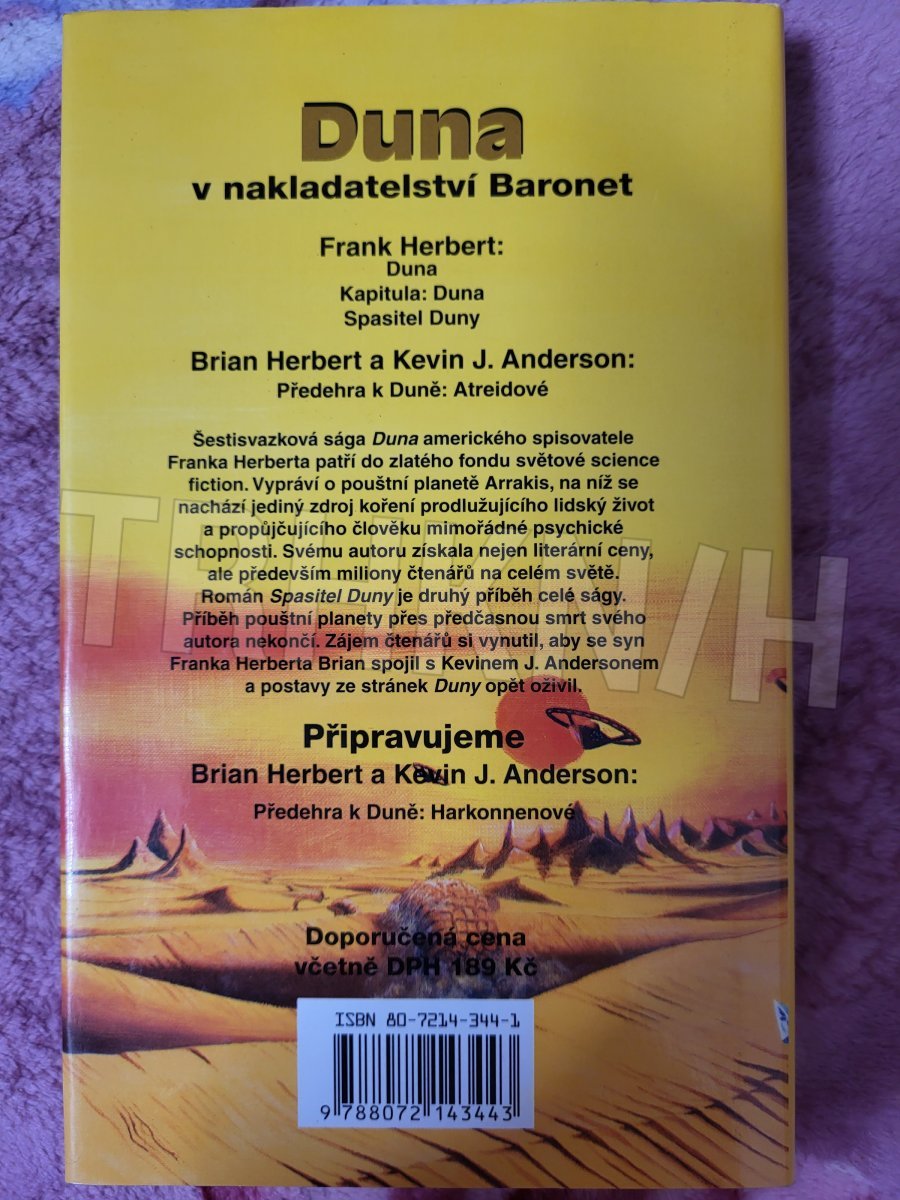 Duna
v nakladatelství Baronet
Frank Herbert:
Duna
Kapitula: Duna
Spasitel Duny
Brian Herbert a Kevin J. Anderson:
Předehra k Duně: Atreidové
Šestisvazková sága Duna amerického spisovatele
Franka Herberta patří do zlatého fondu světové science
fiction. Vypráví o pouštní planetě Arrakis, na níž se
nachází jediný zdroj koření prodlužujícího lidský život
a propůjčujícího člověku mimořádné psychické
schopnosti. Svému autoru získala nejen literární ceny,
ale především miliony čtenářů na celém světě.
Román Spasitel Duny je druhý příběh celé ságy.
Příběh pouštní planety přes předčasnou smrt svého
autora nekončí. Zájem čtenářů si vynutil, aby se syn
Franka Herberta Brian spojil s Kevinem J. Andersonem
a postavy ze stránek Duny opět oživil.
Připravujeme
Brian Herbert a Kevin J. Anderson:
Předehra k Duně: Harkonnenové
Doporučená cena
včetně DPH 189 Kč
ISBN 80-7214-344-1
9 788072 143443